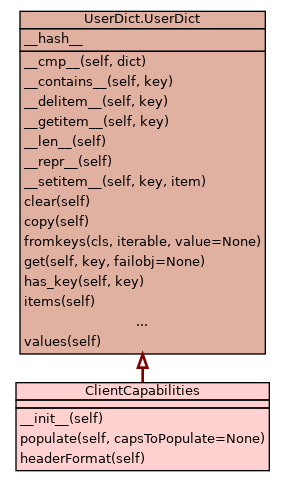 UserDict.UserDict
__hash__
__cmp__(self, dict)
__contains__(self, key)
__delitem__(self, key)
__getitem__(self, key)
__len__(self)
__repr__(self)
__setitem__(self, key, item)
clear(self)
copy(self)
fromkeys(cls, iterable, value=None)
get(self, key, failobj=None)
has_key(self, key)
items(self)
...
values(self)
ClientCapabilities
__init__(self)
populate(self, capsToPopulate=None)
headerFormat(self)